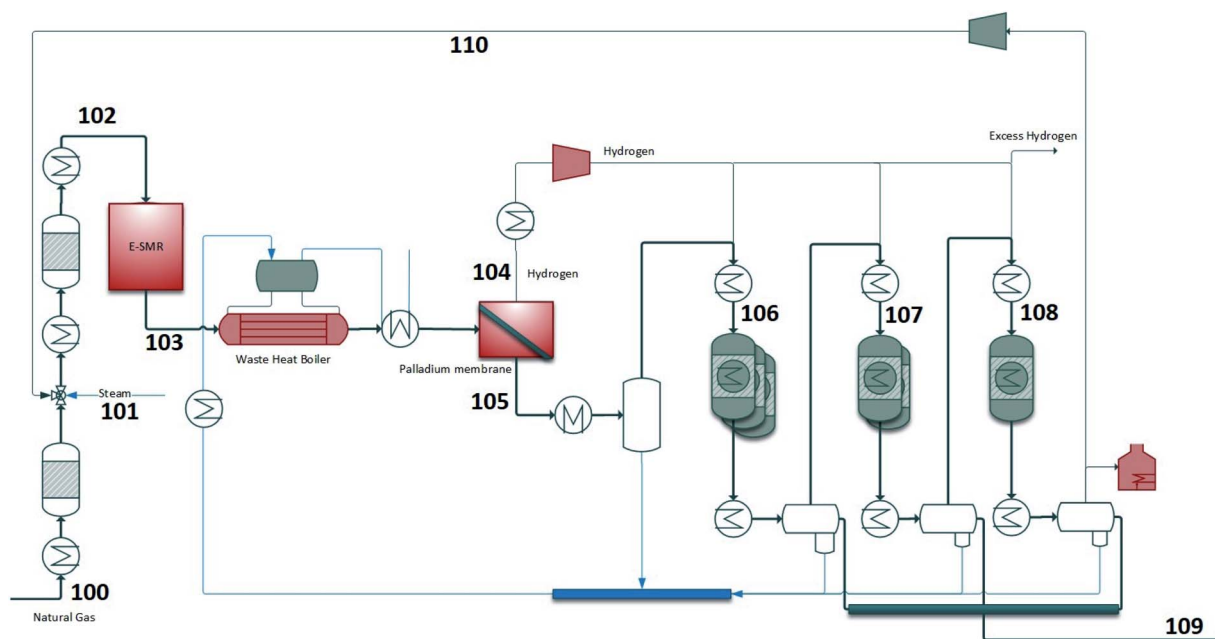 110
102
Excess Hydrogen
Hydrogen
E-SMR
104
Hydrogen
103
106
107
108
Waste Heat Boiler
Palladium membrane
105
Steam
101
100
Natural Gas
109